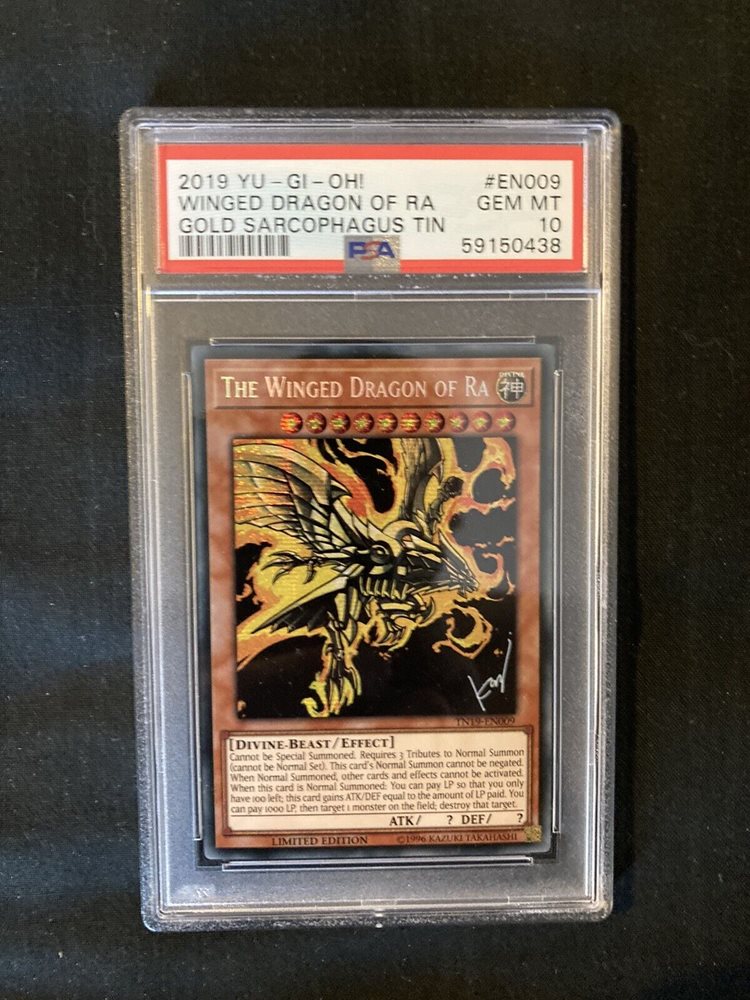 2019 YU-GI-OH! #EN009
WINGED DRAGON OF RA GEM MT
GOLD SARCOPHAGUS TIN 10
PSA 59150438
THE WINGED DRAGON OF RA
DIVINE
神
TN19-EN009
[DIVINE-BEAST/EFFECT]
Cannot be Special Summoned. Requires 3 Tributes to Normal Summon
(cannot be Normal Set). This card's Normal Summon cannot be negated.
When Normal Summoned, other cards and effects cannot be activated.
When this card is Normal Summoned: You can pay LP so that you only
have 100 left; this card gains ATK/DEF equal to the amount of LP paid. You
can pay 1000 LP, then target 1 monster on the field; destroy that target.
ATK/ ? DEF/ ?
LIMITED EDITION ©1996 KAZUKI TAKAHASHI